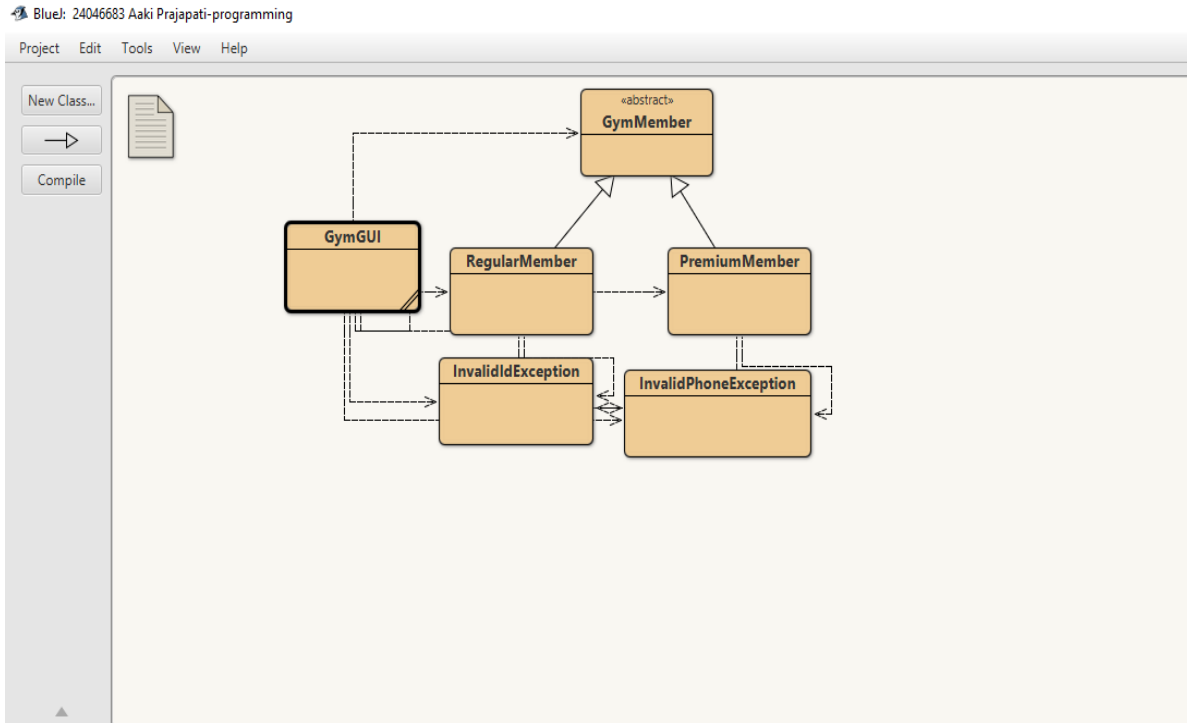 BlueJ: 24046683 Aaki Prajapati-programming
Project Edit Tools View Help
New Class...
Compile
«abstract»
GymMember
GymGUI
RegularMember
PremiumMember
InvalidIdException
InvalidPhoneException